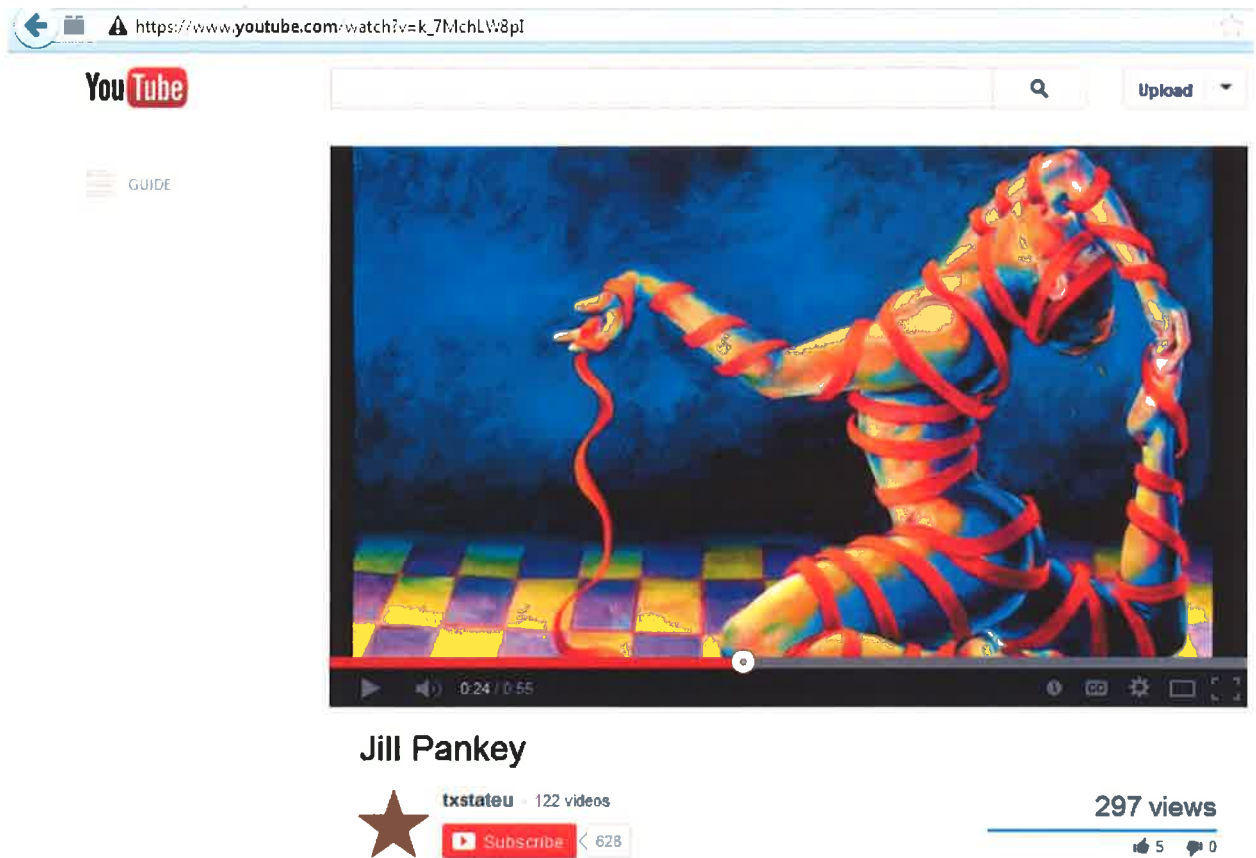 https://www.youtube.com/watch?v=k_7MchLW8pI
YouTube
Upload
GUIDE
0:24 / 0:55
CC
Jill Pankey
txstateu 122 videos
297 views
Subscribe 628
5 0